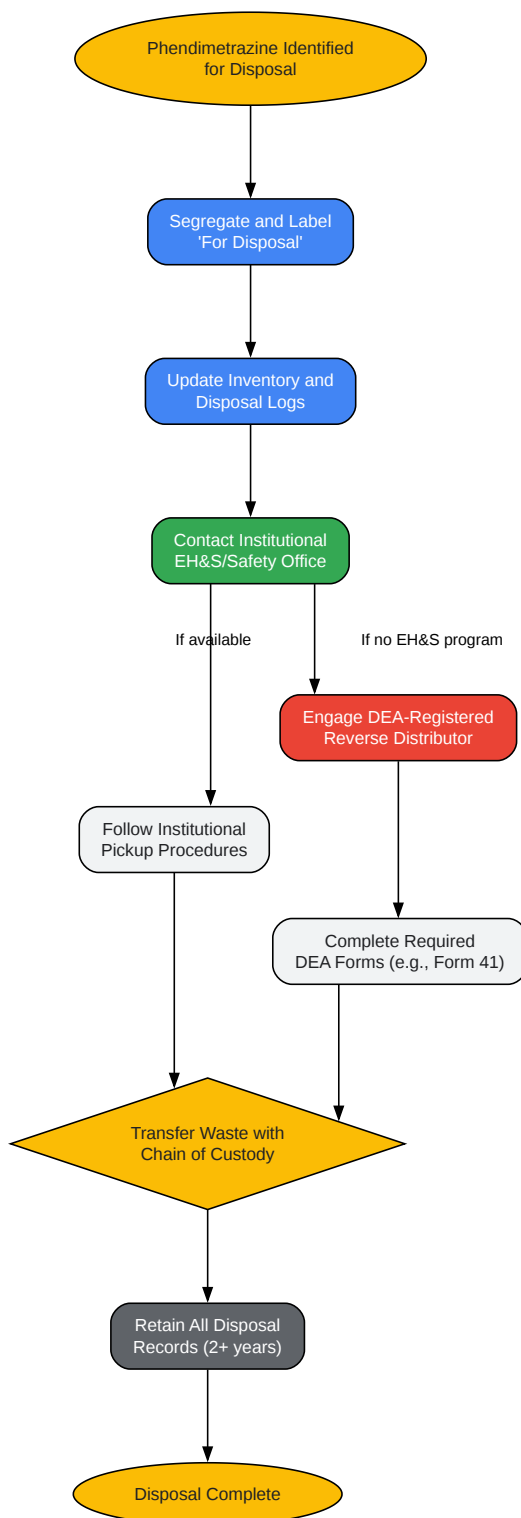 Phendimetrazine Identified
for Disposal
Segregate and Label
'For Disposal'
Update Inventory and
Disposal Logs
Contact Institutional
EH&S/Safety Office
If available
If no EH&S program
Engage DEA-Registered
Reverse Distributor
Follow Institutional
Pickup Procedures
Complete Required
DEA Forms (e.g., Form 41)
Transfer Waste with
Chain of Custody
Retain All Disposal
Records (2+ years)
Disposal Complete